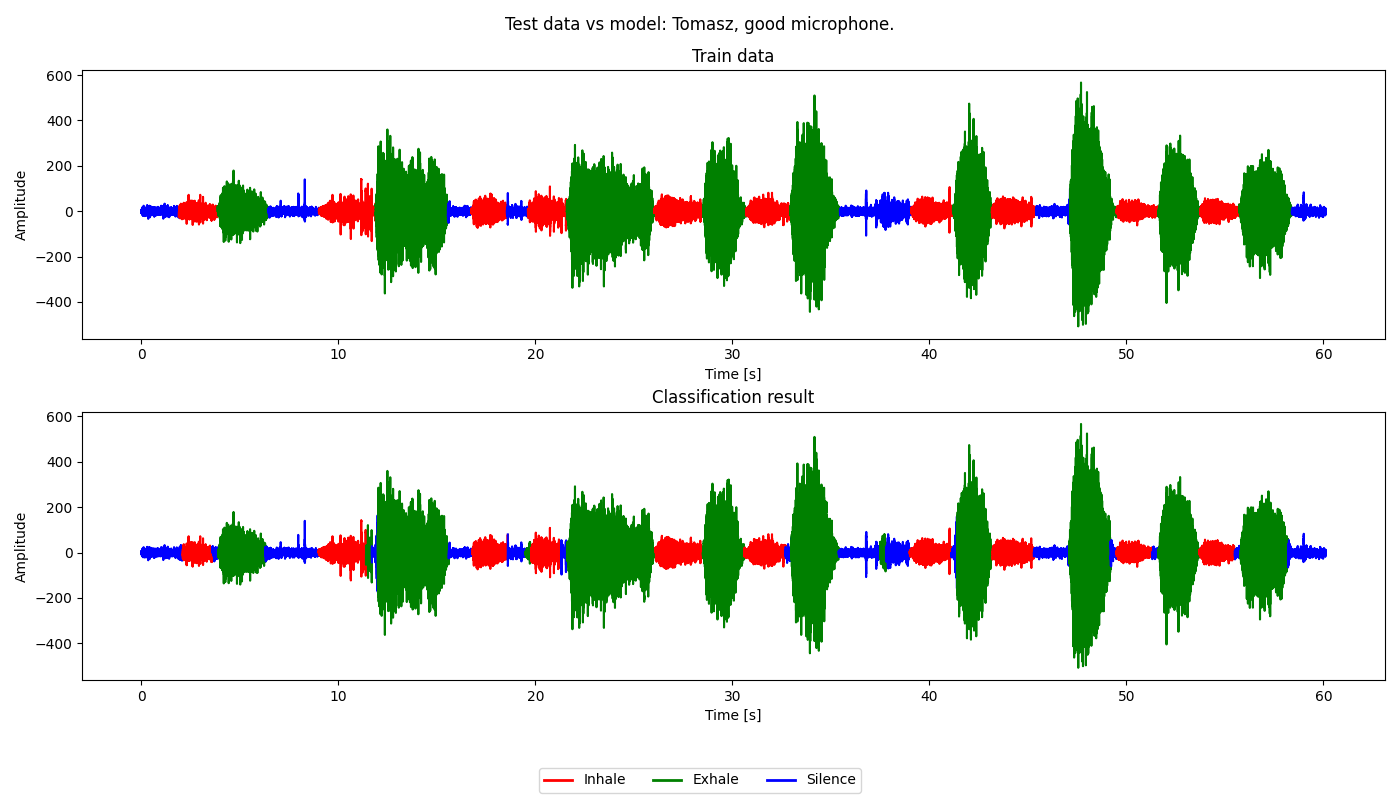 Test data vs model: Tomasz, good microphone.
Train data
600
400
200
0
−200
−400
Amplitude
0 10 20 30 40 50 60
Time [s]
Classification result
600
400
200
0
−200
−400
Amplitude
0 10 20 30 40 50 60
Time [s]
Inhale Exhale Silence